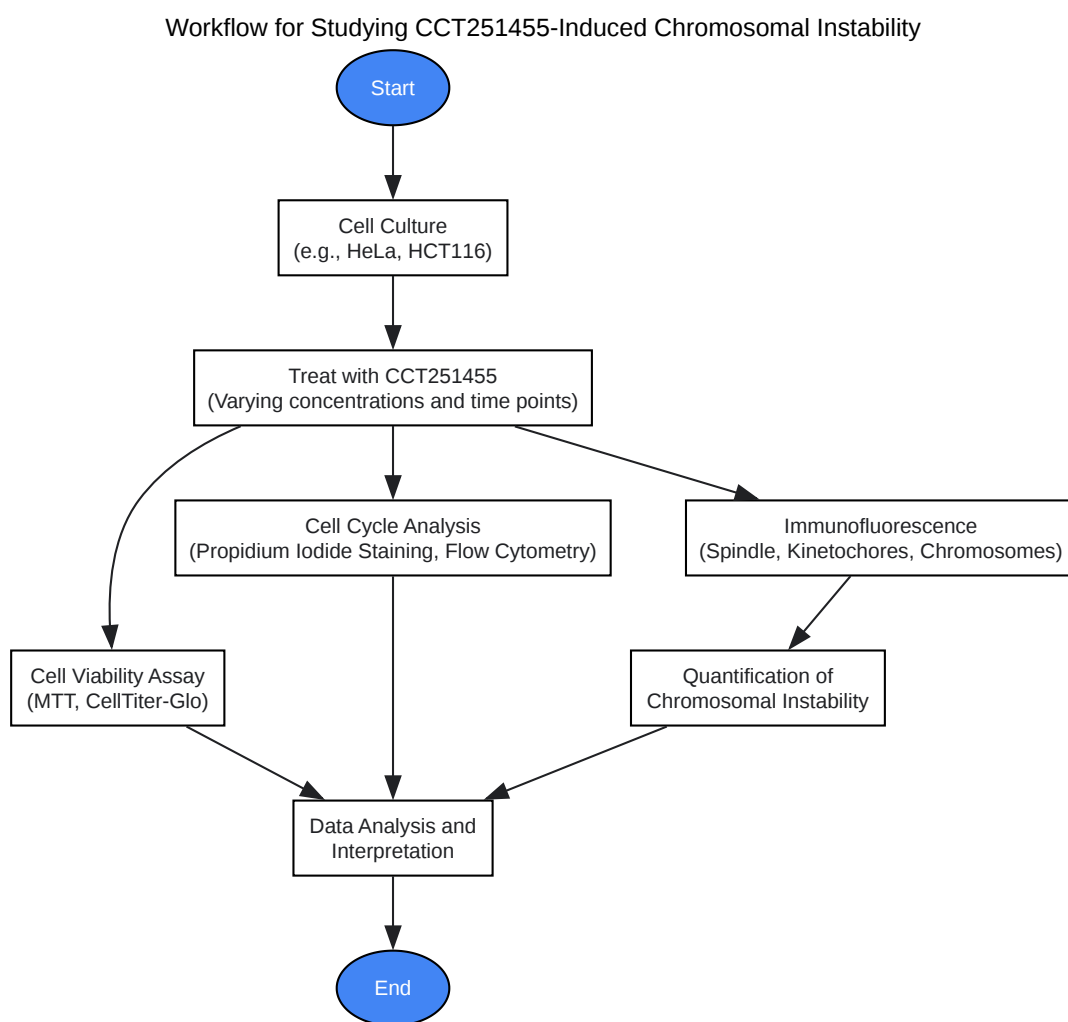 Workflow for Studying CCT251455-Induced Chromosomal Instability
Start
Cell Culture
(e.g., HeLa, HCT116)
Treat with CCT251455
(Varying concentrations and time points)
Cell Cycle Analysis
(Propidium Iodide Staining, Flow Cytometry)
Immunofluorescence
(Spindle, Kinetochores, Chromosomes)
Cell Viability Assay
(MTT, CellTiter-Glo)
Quantification of
Chromosomal Instability
Data Analysis and
Interpretation
End